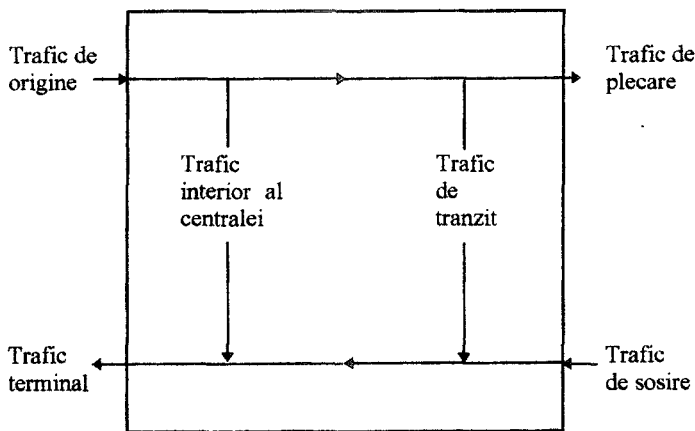 Trafic de
origine
Trafic de
plecare
Trafic
interior al
centralei
Trafic
de
tranzit
Trafic
terminal
Trafic
de sosire